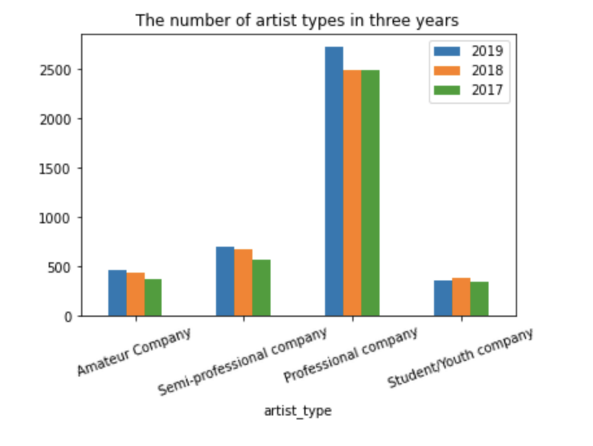 The number of artist types in three years
2019
2018
2017
2500
2000
1500
1000
500
0
Amateur Company
Semi-professional company
Professional company
Student/Youth company
artist_type